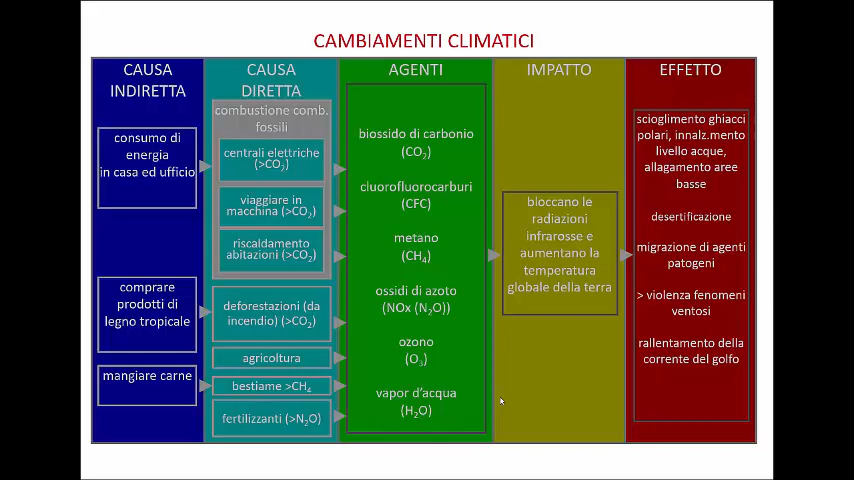 CAMBIAMENTI CLIMATICI
CAUSA
INDIRETTA
consumo di
energia
in casa ed ufficio
comprare
prodotti di
legno tropicale
mangiare carne
CAUSA
DIRETTA
combustione comb.
fossili
centrali elettriche
(>CO₂)
viaggiare in
macchina (>CO₂)
riscaldamento
abitazioni (>CO₂)
deforestazioni (da
incendio) (>CO₂)
agricoltura
bestiame >CH₄
fertilizzanti (>N₂O)
AGENTI
biossido di carbonio
(CO₂)
cluorofluorocarburi
(CFC)
metano
(CH₄)
ossidi di azoto
(NOx (N₂O))
ozono
(O₃)
vapor d'acqua
(H₂O)
IMPATTO
bloccano le
radiazioni
infrarosse e
aumentano la
temperatura
globale della terra
EFFETTO
scioglimento ghiacci
polari, innalz.mento
livello acque,
allagamento aree
basse
desertificazione
migrazione di agenti
patogeni
> violenza fenomeni
ventosi
rallentamento della
corrente del golfo